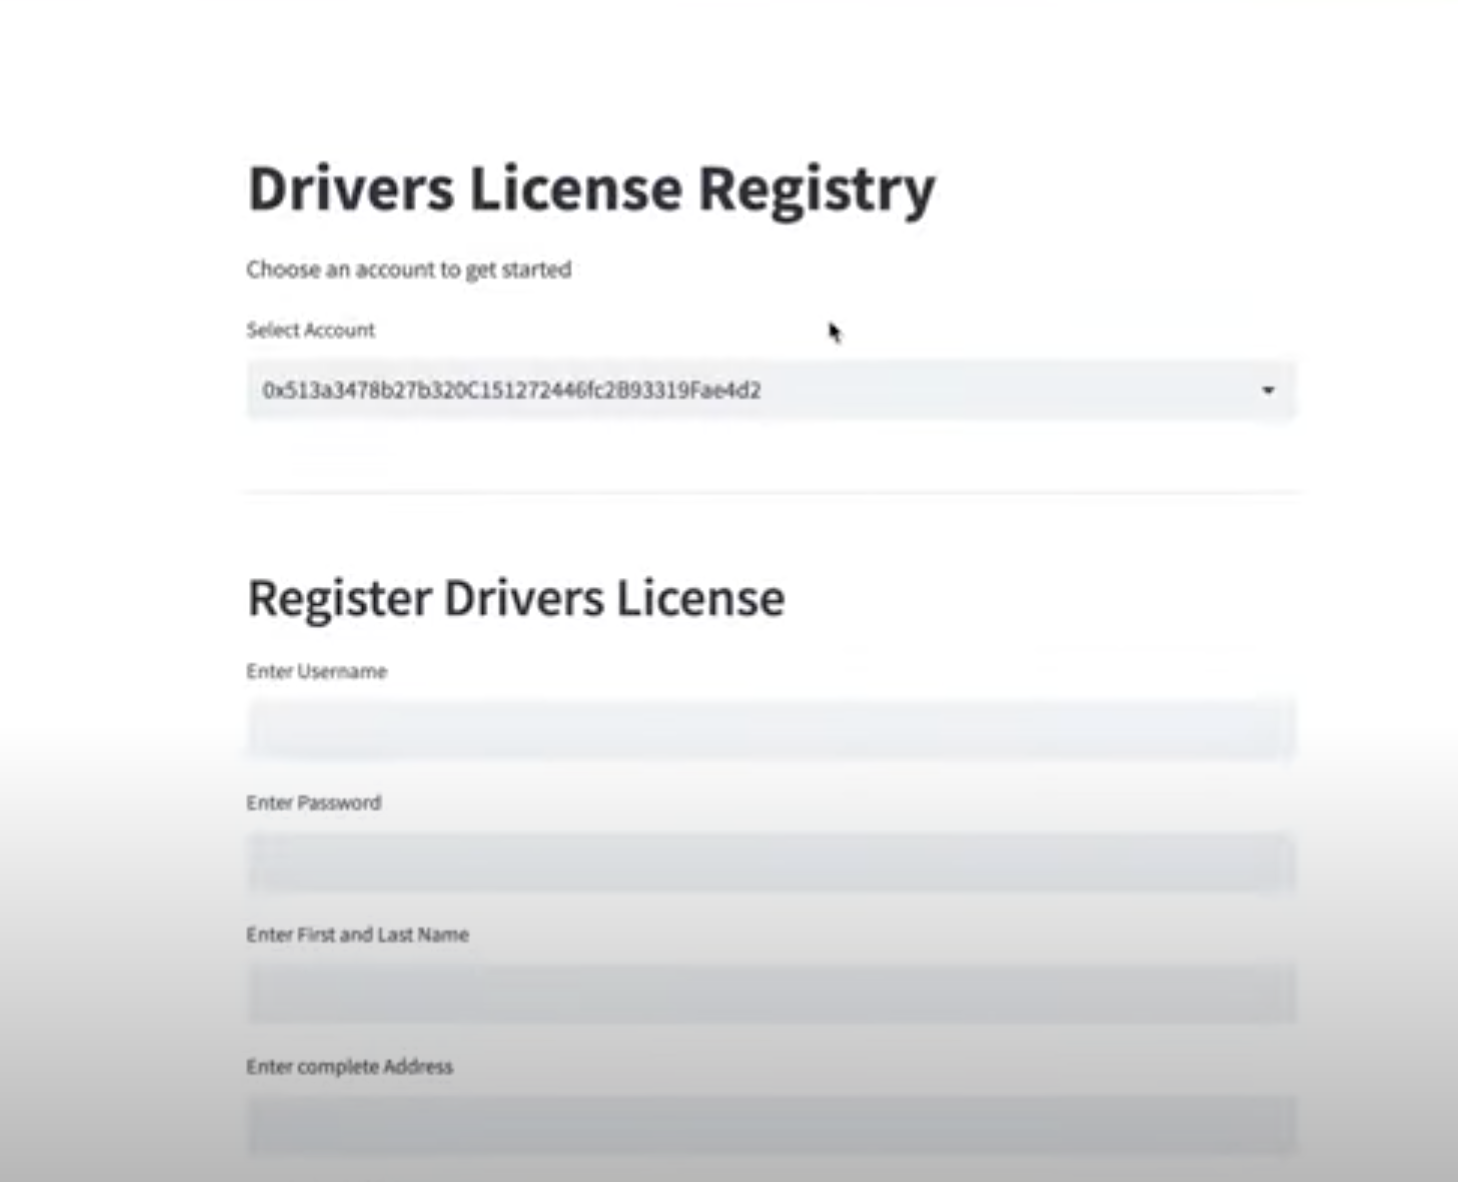 Drivers License Registry
Choose an account to get started
Select Account
0x513a3478b27b320C151272446fc2B93319Fae4d2
Register Drivers License
Enter Username
Enter Password
Enter First and Last Name
Enter complete Address